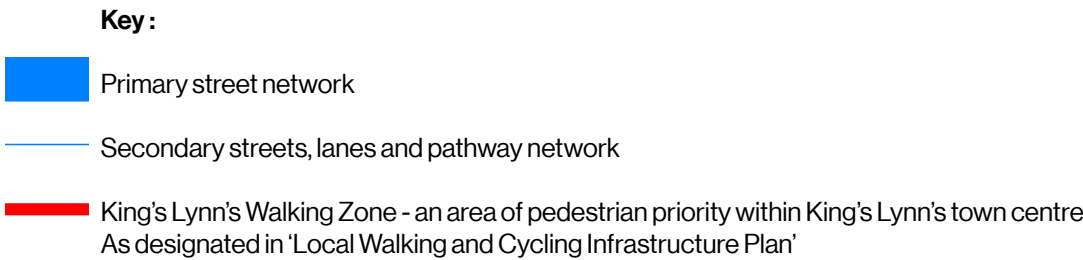 Key :
Primary street network
Secondary streets, lanes and pathway network
King’s Lynn’s Walking Zone - an area of pedestrian priority within King’s Lynn’s town centre
As designated in ‘Local Walking and Cycling Infrastructure Plan’